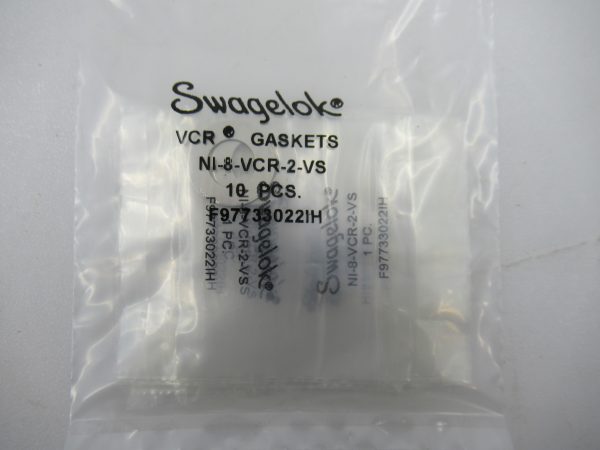 Swagelok®
VCR® GASKETS
NI-8-VCR-2-VS
10 PCS.
F97733022IH
Swagelok
NI-8-VCR-2-VS
1 PC.
F97733022IH
Swagelok®
NI-8-VCR-2-VS
1 PC.
F97733022IH